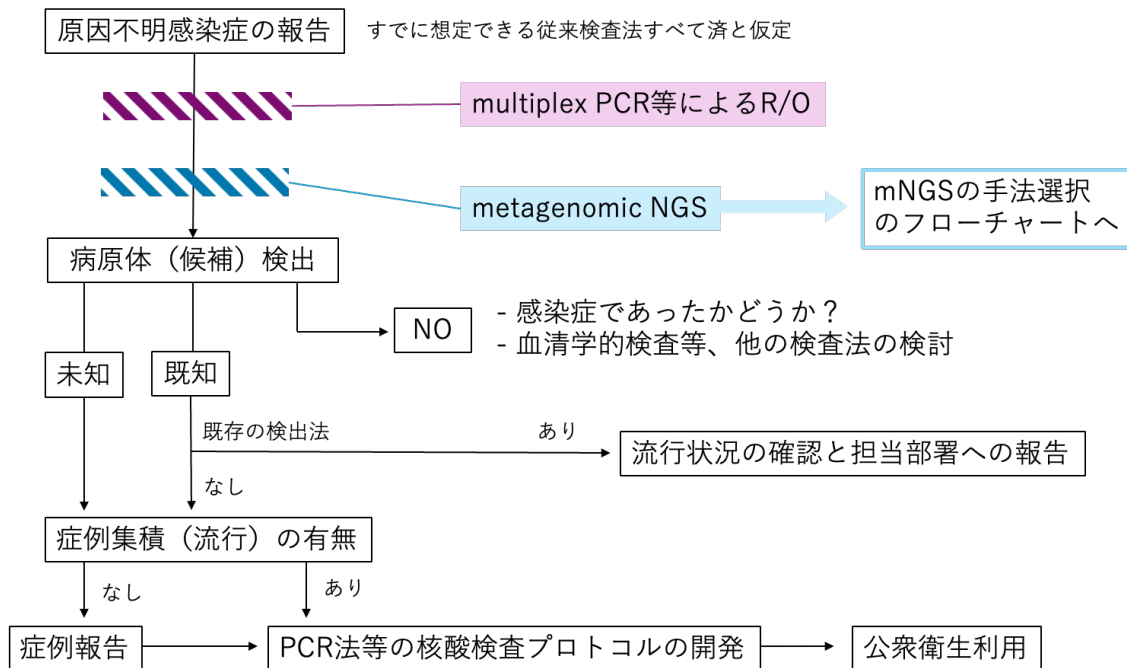 原因不明感染症の報告
すでに想定できる従来検査法すべて済と仮定
multiplex PCR等によるR/O
metagenomic NGS
mNGSの手法選択
のフローチャートへ
病原体（候補）検出
NO
- 感染症であったかどうか？
- 血清学的検査等、他の検査法の検討
未知
既知
既存の検出法
あり
流行状況の確認と担当部署への報告
なし
症例集積（流行）の有無
なし
あり
症例報告
PCR法等の核酸検査プロトコルの開発
公衆衛生利用